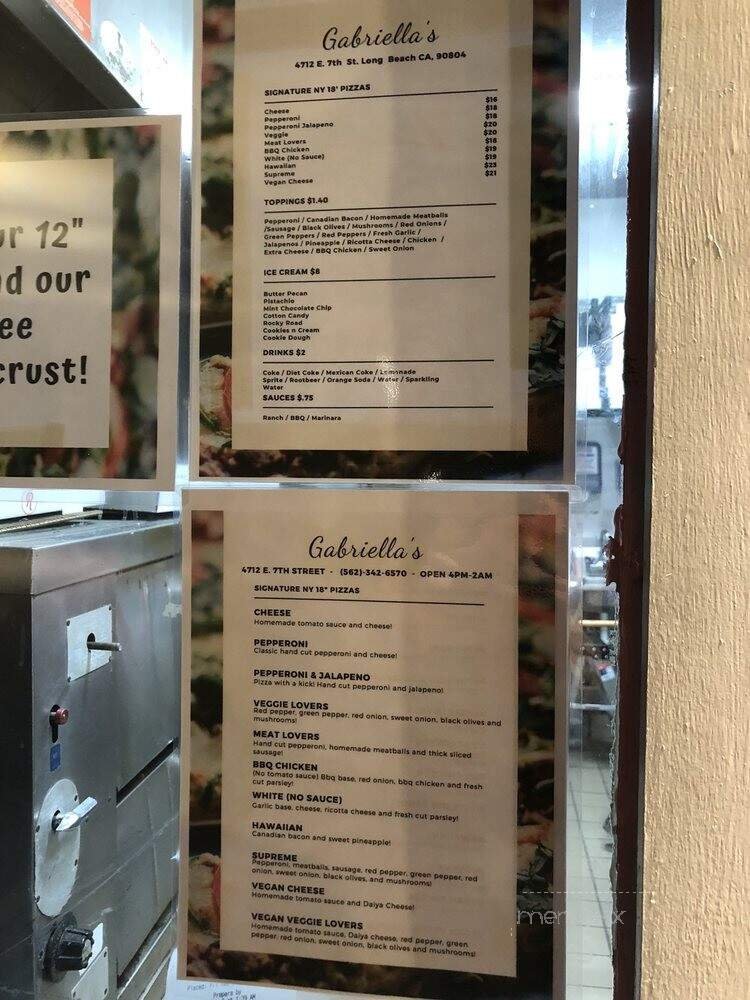 Gabriella's
4712 E. 7th St. Long Beach CA, 90804
SIGNATURE NY 18' PIZZAS
Cheese $16
Pepperoni $18
Pepperoni Jalapeno $18
Veggie $20
Meat Lovers $20
BBQ Chicken $18
White (No Sauce) $19
Hawaiian $19
Supreme $23
Vegan Cheese $21
TOPPINGS $1.40
Pepperoni / Canadian Bacon / Homemade Meatballs
/Sausage / Black Olives / Mushrooms / Red Onions /
Green Peppers / Red Peppers / Fresh Garlic /
Jalapenos / Pineapple / Ricotta Cheese / Chicken /
Extra Cheese / BBQ Chicken / Sweet Onion
ICE CREAM $8
Butter Pecan
Pistachio
Mint Chocolate Chip
Cotton Candy
Rocky Road
Cookies n Cream
Cookie Dough
DRINKS $2
Coke / Diet Coke / Mexican Coke / Lemonade
Sprite / Rootbeer / Orange Soda / Water / Sparkling
Water
SAUCES $.75
Ranch / BBQ / Marinara
ur 12"
nd our
ee
crust!
Gabriella's
4712 E. 7TH STREET - (562)-342-6570 - OPEN 4PM-2AM
SIGNATURE NY 18" PIZZAS
CHEESE
Homemade tomato sauce and cheese!
PEPPERONI
Classic hand cut pepperoni and cheese!
PEPPERONI & JALAPENO
Pizza with a kick! Hand cut pepperoni and jalapeno!
VEGGIE LOVERS
Red pepper, green pepper, red onion, sweet onion, black olives and
mushrooms!
MEAT LOVERS
Hand cut pepperoni, homemade meatballs and thick sliced
sausage!
BBQ CHICKEN
(No tomato sauce) Bbq base, red onion, bbq chicken and fresh
cut parsley!
WHITE (NO SAUCE)
Garlic base, cheese, ricotta cheese and fresh cut parsley!
HAWAIIAN
Canadian bacon and sweet pineapple!
SUPREME
Pepperoni, meatballs, sausage, red pepper, green pepper, red
onion, sweet onion, black olives, and mushrooms!
VEGAN CHEESE
Homemade tomato sauce and Daiya Cheese!
VEGAN VEGGIE LOVERS
Homemade tomato sauce, Daiya cheese, red pepper, green
pepper, red onion, sweet onion, black olives and mushrooms!
Prepare by